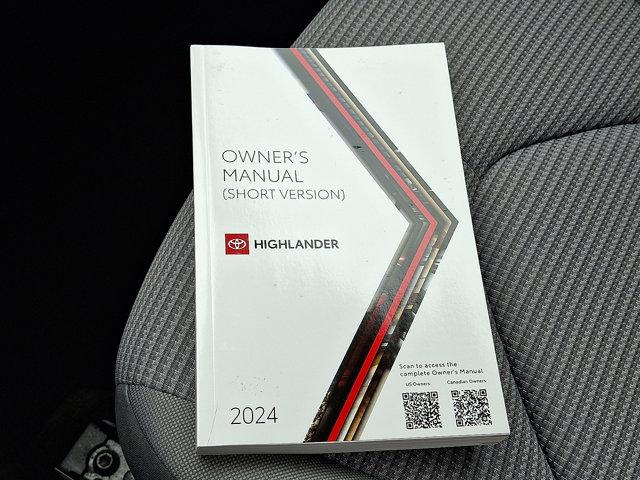 OWNER'S
MANUAL
(SHORT VERSION)
HIGHLANDER
Scan to access the
complete Owner's Manual
US Owners:
Canadian Owners:
2024